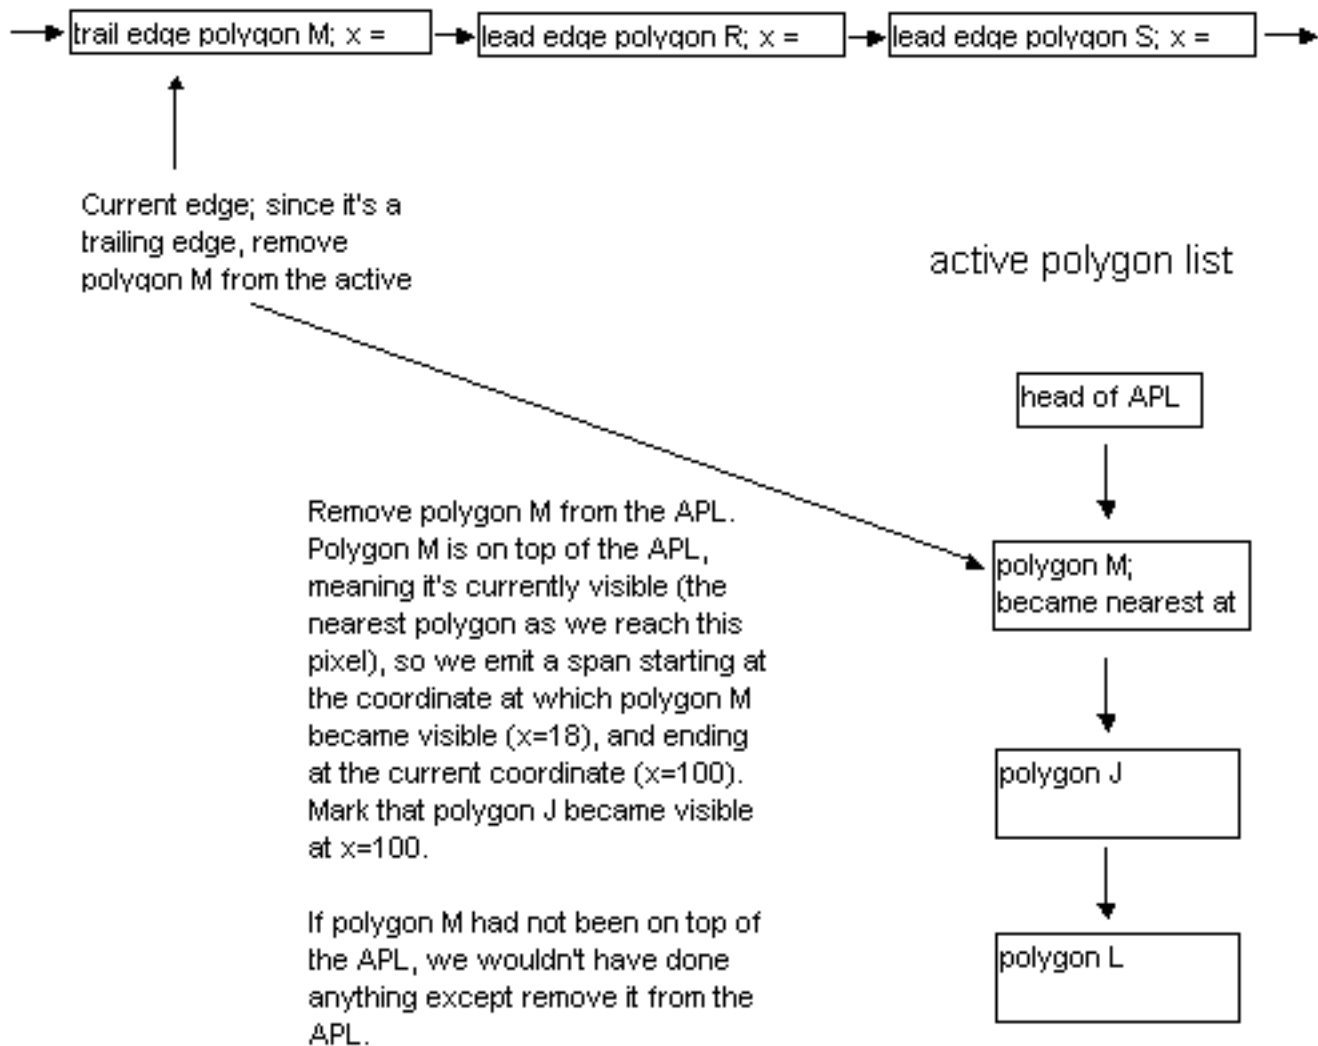 trail edge polygon M; x =
lead edge polygon R; x =
lead edge polygon S; x =
Current edge; since it's a
trailing edge, remove
polygon M from the active
active polygon list
head of APL
polygon M;
became nearest at
polygon J
polygon L
Remove polygon M from the APL.
Polygon M is on top of the APL,
meaning it's currently visible (the
nearest polygon as we reach this
pixel), so we emit a span starting at
the coordinate at which polygon M
became visible (x=18), and ending
at the current coordinate (x=100).
Mark that polygon J became visible
at x=100.
If polygon M had not been on top of
the APL, we wouldn't have done
anything except remove it from the
APL.